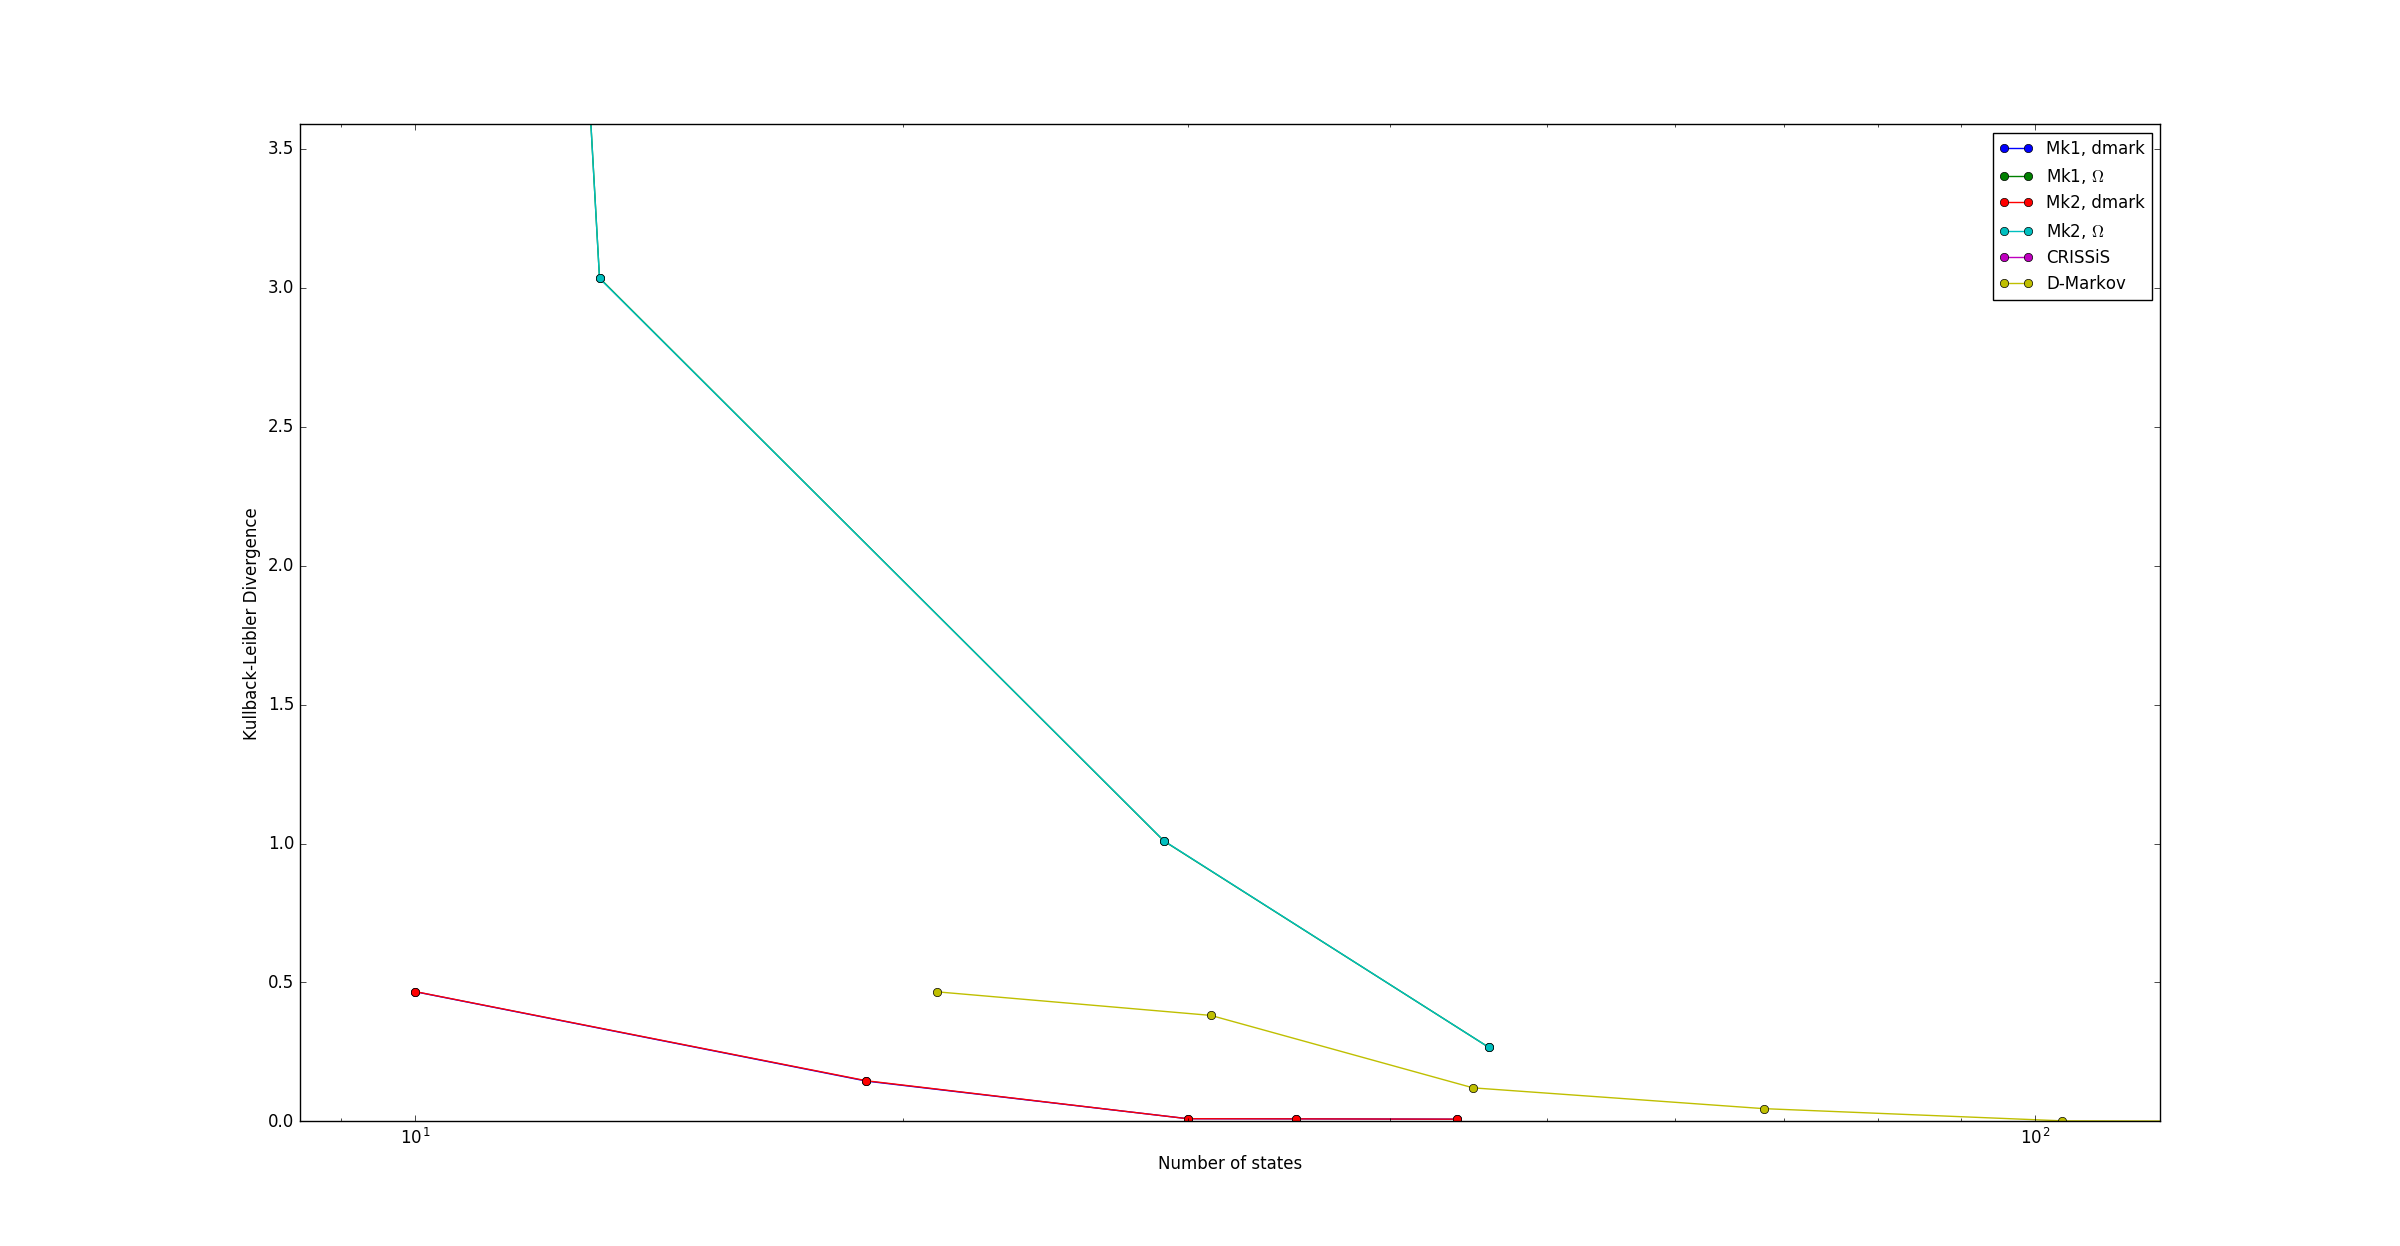 3.5
3.0
2.5
2.0
1.5
1.0
0.5
0.0
Kullback-Leibler Divergence
10¹
10²
Number of states
Mk1, dmark
Mk1, Ω
Mk2, dmark
Mk2, Ω
CRISSiS
D-Markov